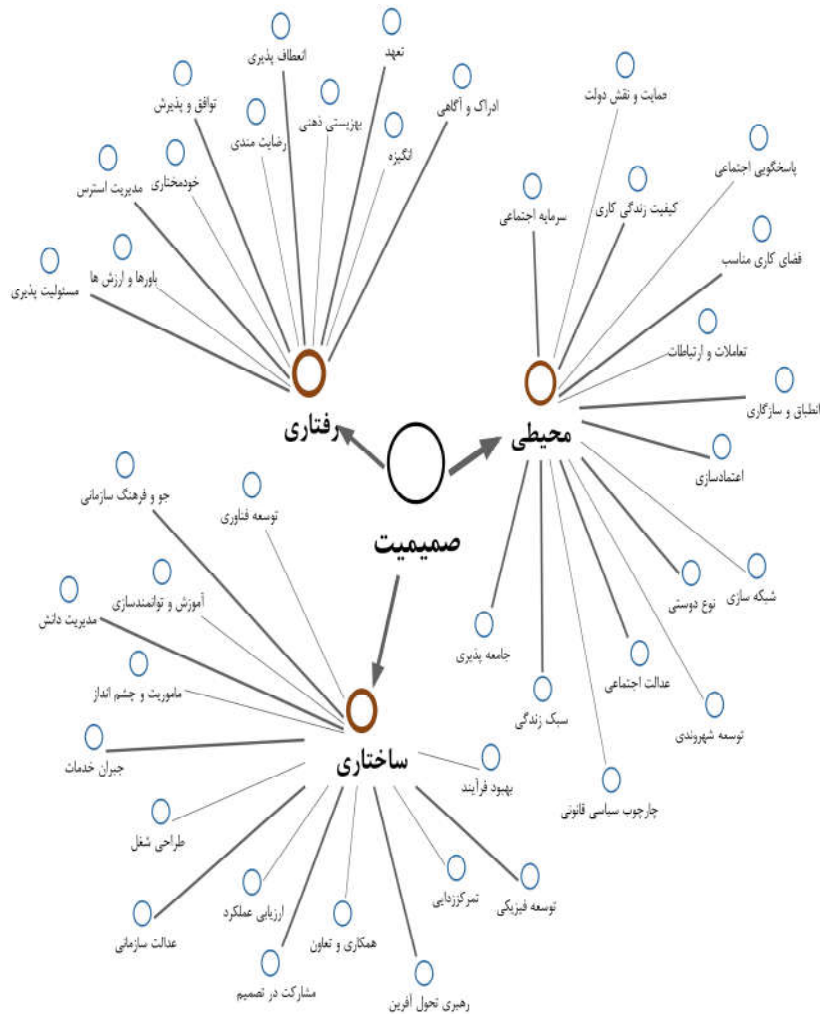 تعهد
انعطاف پذیری
ادراک و آگاهی
توافق و پذیرش
بهزیستی ذهنی
رضایت مندی
انگیزه
خودمختاری
مدیریت استرس
باورها و ارزش ها
مسئولیت پذیری
رفتاری
حمایت و نقش دولت
پاسخگویی اجتماعی
کیفیت زندگی کاری
سرمایه اجتماعی
فضای کاری مناسب
تعاملات و ارتباطات
انطباق و سازگاری
محیطی
اعتمادسازی
شبکه سازی
نوع دوستی
جامعه پذیری
عدالت اجتماعی
سبک زندگی
توسعه شهروندی
چارچوب سیاسی قانونی
صمیمیت
جو و فرهنگ سازمانی
توسعه فناوری
آموزش و توانمندسازی
مدیریت دانش
ماموریت و چشم انداز
جبران خدمات
ساختاری
بهبود فرآیند
طراحی شغل
تمرکززدایی
توسعه فیزیکی
ارزیابی عملکرد
عدالت سازمانی
همکاری و تعاون
مشارکت در تصمیم
رهبری تحول آفرین